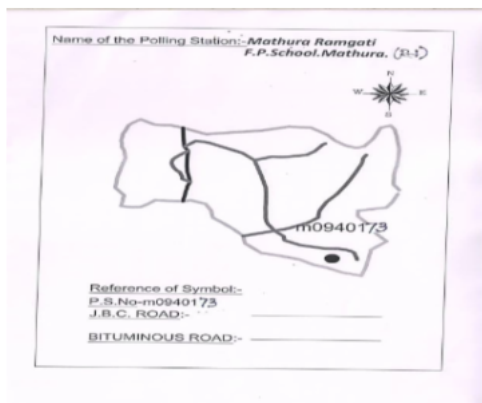 Name of the Polling Station:-Mathura Ramgati
F.P.School.Mathura.
N
W E
S
m0940173
Reference of Symbol:-
P.S.No-m0940173
J.B.C. ROAD:-
BITUMINOUS ROAD:-